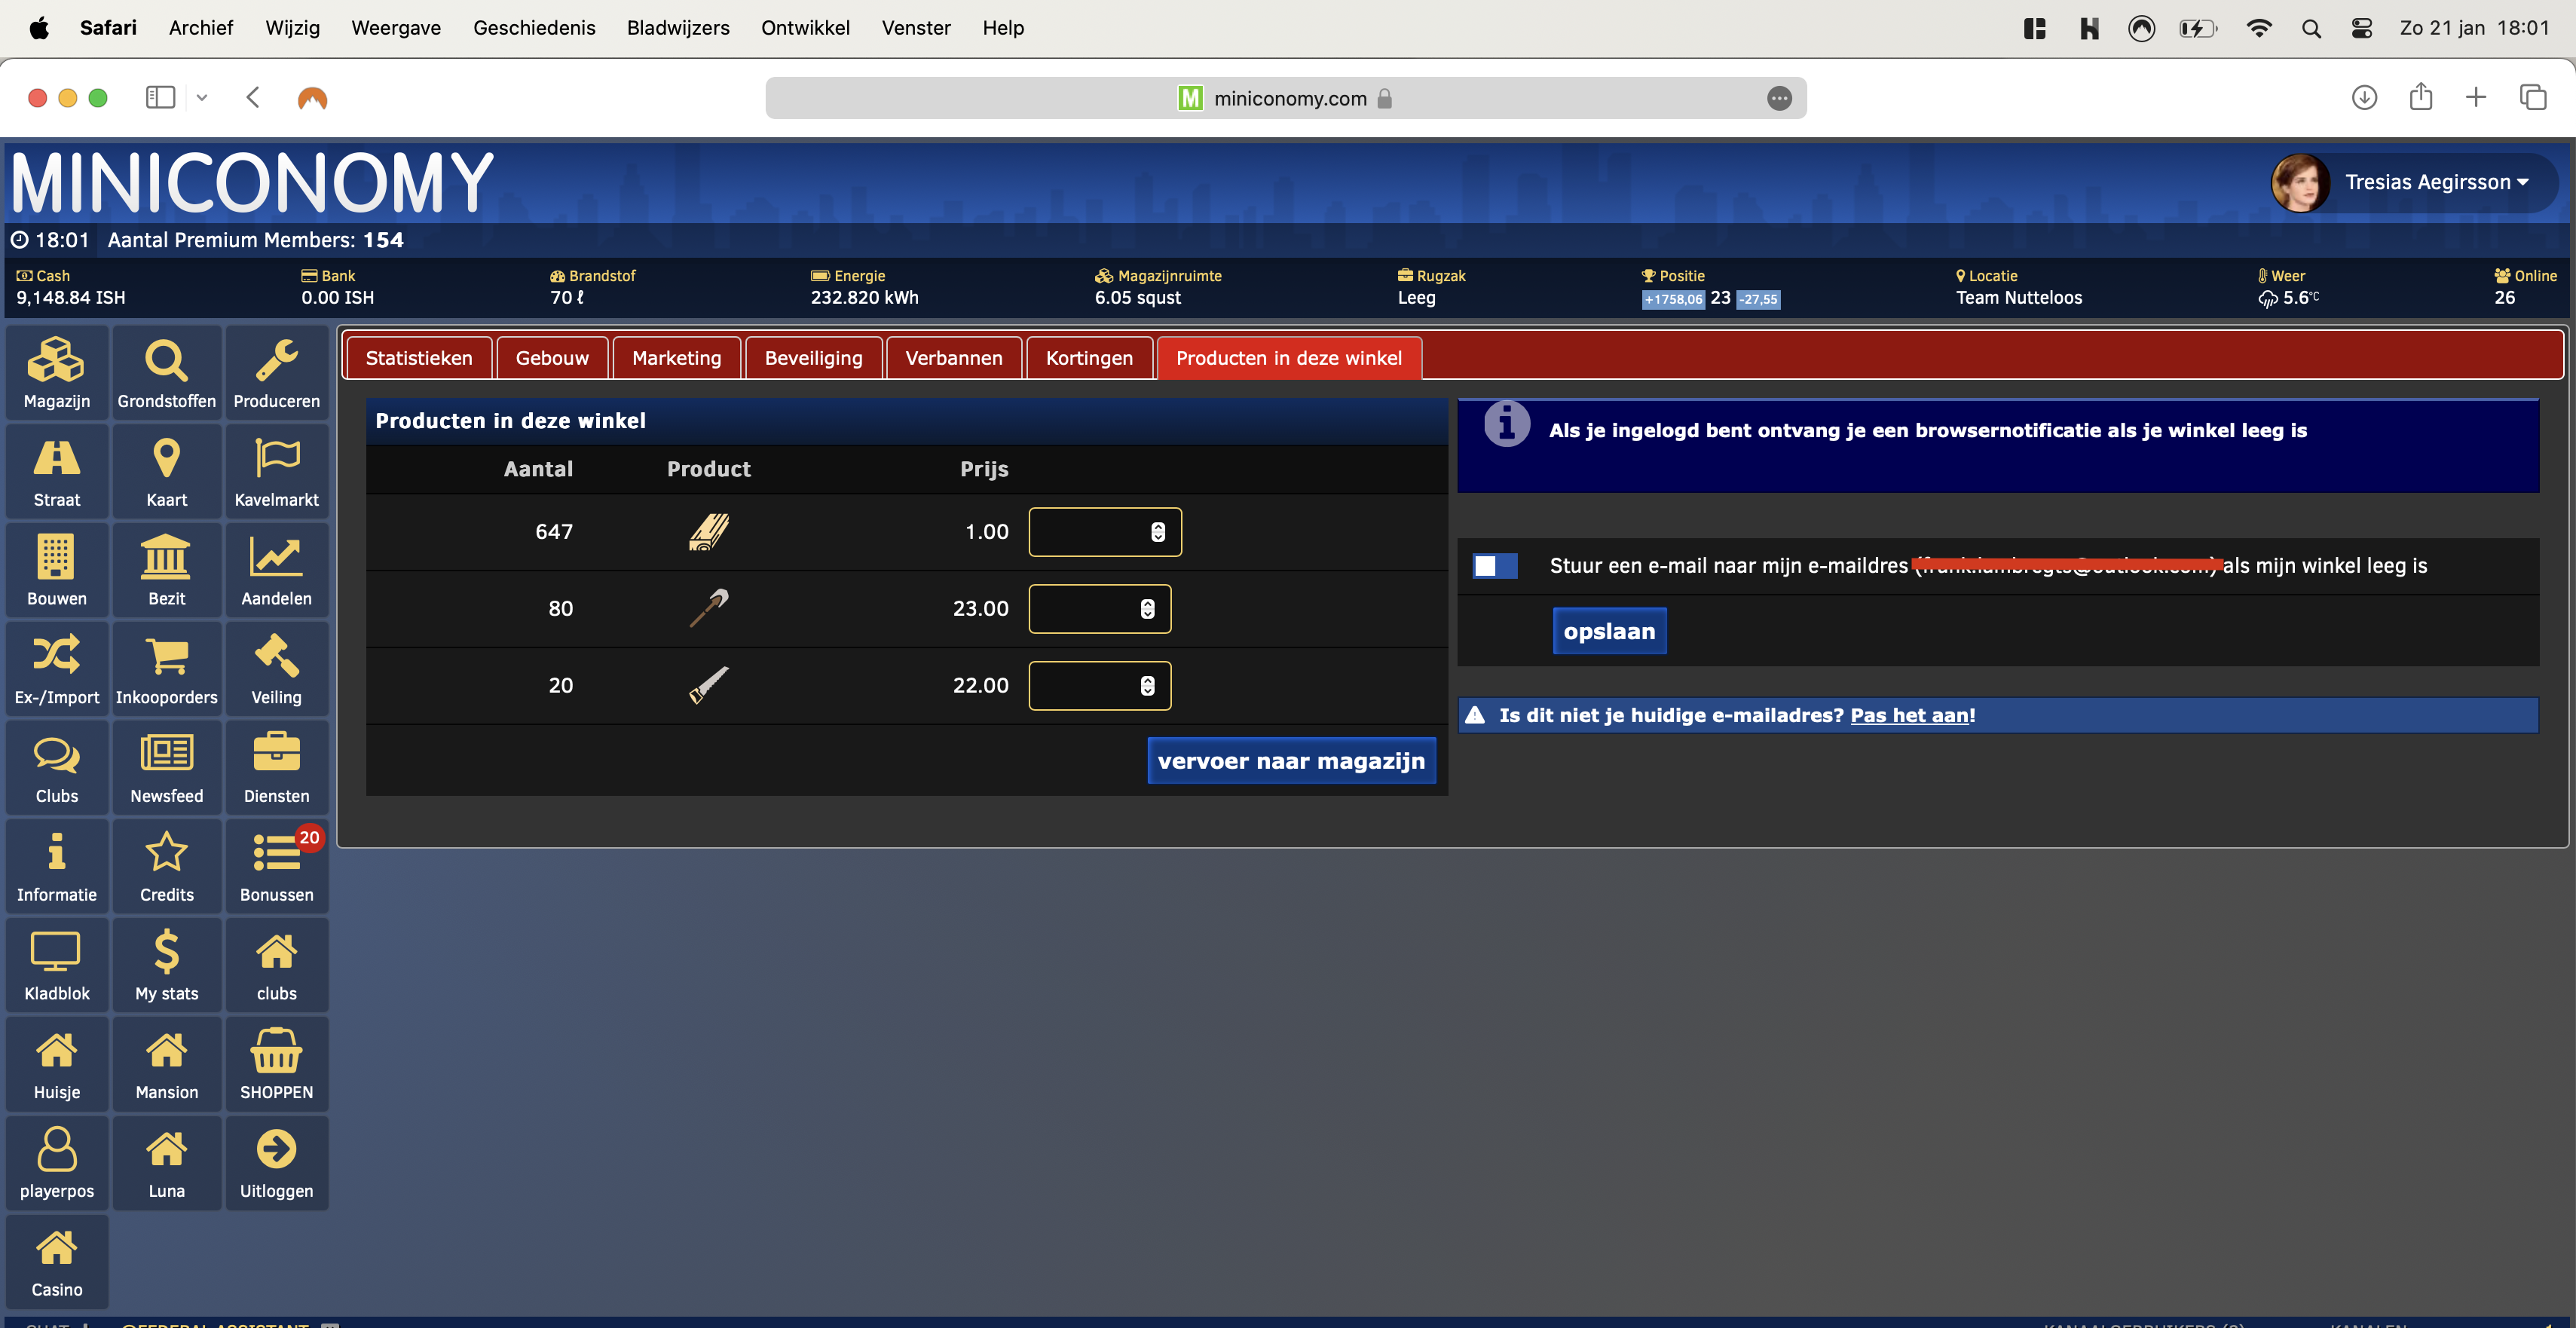 Safari Archief Wijzig Weergave Geschiedenis Bladwijzers Ontwikkel Venster Help Zo 21 jan 18:01
M miniconomy.com
MINICONOMY
Tresias Aegirsson
18:01 Aantal Premium Members: 154
Cash Bank Brandstof Energie Magazijnruimte Rugzak Positie Locatie Weer Online
9,148.84 ISH 0.00 ISH 70 ℓ 232.820 kWh 6.05 squst Leeg +1758,06 23 -27,55 Team Nutteloos 5.6°C 26
Magazijn Grondstoffen Produceren
Straat Kaart Kavelmarkt
Bouwen Bezit Aandelen
Ex-/Import Inkooporders Veiling
Clubs Newsfeed Diensten
20
Informatie Credits Bonussen
Kladblok My stats clubs
Huisje Mansion SHOPPEN
playerpos Luna Uitloggen
Casino
Statistieken Gebouw Marketing Beveiliging Verbannen Kortingen Producten in deze winkel
Producten in deze winkel
Aantal Product Prijs
647 1.00
80 23.00
20 22.00
vervoer naar magazijn
Als je ingelogd bent ontvang je een browsernotificatie als je winkel leeg is
Stuur een e-mail naar mijn e-maildres als mijn winkel leeg is
opslaan
Is dit niet je huidige e-mailadres? Pas het aan!